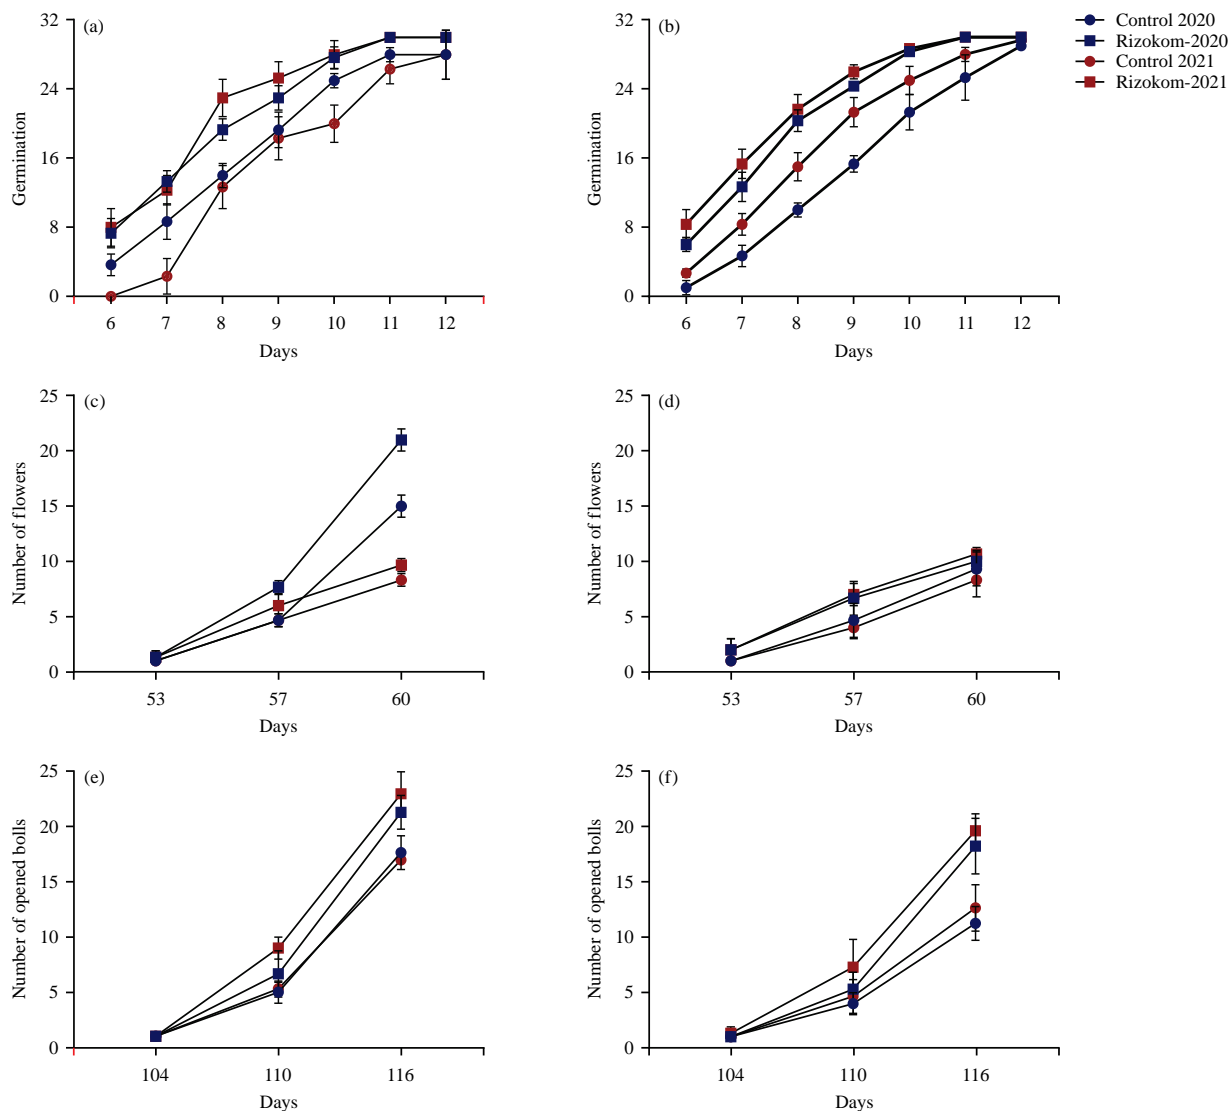 (a)
32
24
16
8
0
Germination
6 7 8 9 10 11 12
Days
(b)
32
24
16
8
0
Germination
6 7 8 9 10 11 12
Days
Control 2020
Rizokom-2020
Control 2021
Rizokom-2021
(c)
25
20
15
10
5
0
Number of flowers
53 57 60
Days
(d)
25
20
15
10
5
0
Number of flowers
53 57 60
Days
(e)
25
20
15
10
5
0
Number of opened bolls
104 110 116
Days
(f)
25
20
15
10
5
0
Number of opened bolls
104 110 116
Days